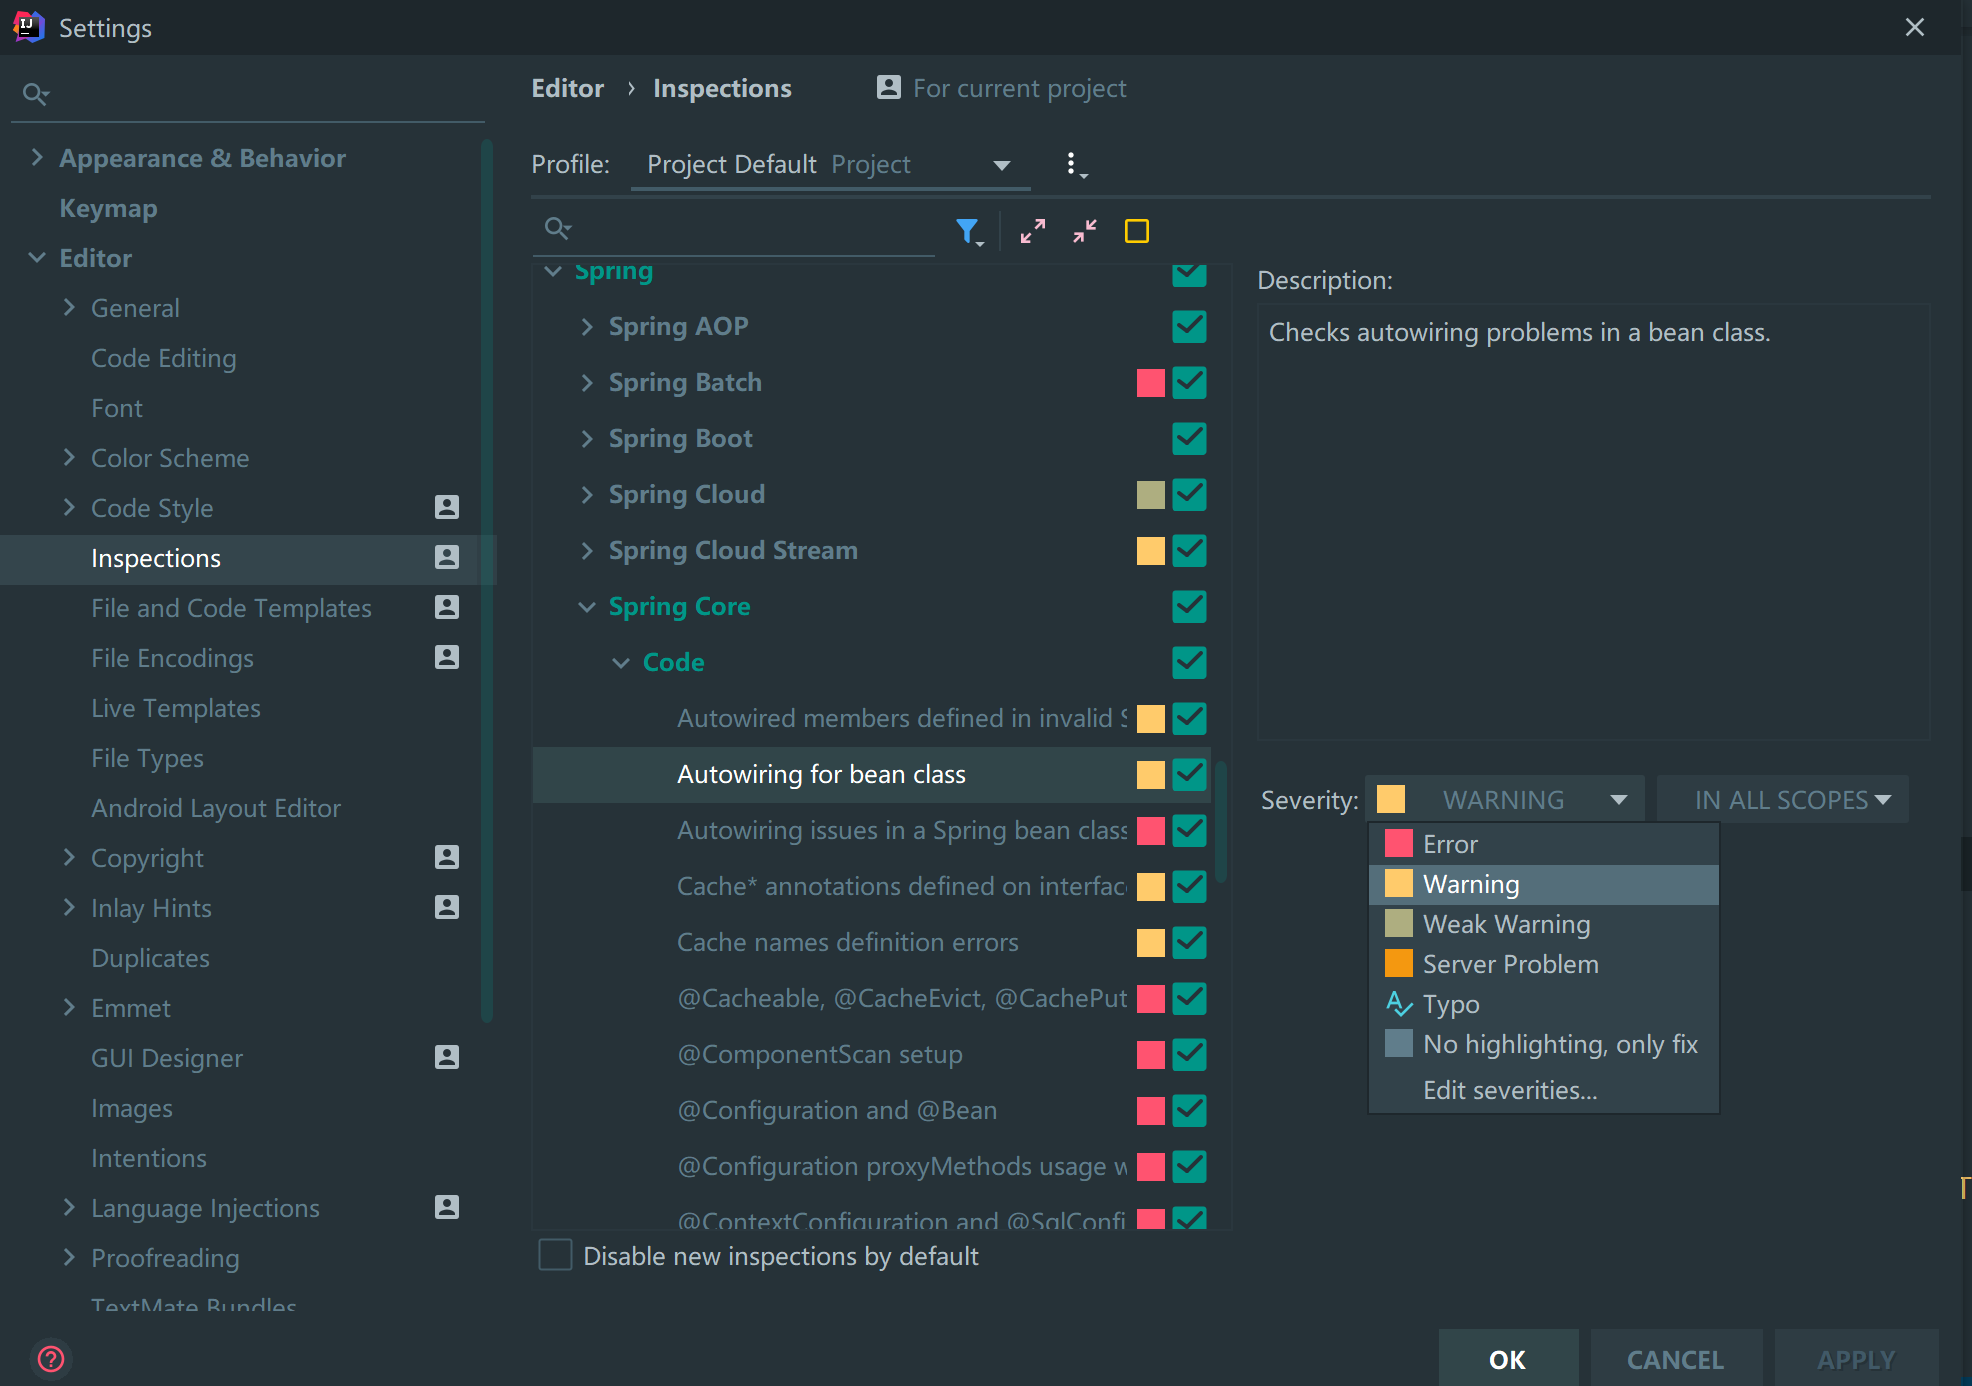 Settings
Editor › Inspections For current project
Appearance & Behavior
Keymap
Editor
General
Code Editing
Font
Color Scheme
Code Style
Inspections
File and Code Templates
File Encodings
Live Templates
File Types
Android Layout Editor
Copyright
Inlay Hints
Duplicates
Emmet
GUI Designer
Images
Intentions
Language Injections
Proofreading
TextMate Bundles
Profile: Project Default Project
Spring
Spring AOP
Spring Batch
Spring Boot
Spring Cloud
Spring Cloud Stream
Spring Core
Code
Autowired members defined in invalid S
Autowiring for bean class
Autowiring issues in a Spring bean class
Cache* annotations defined on interface
Cache names definition errors
@Cacheable, @CacheEvict, @CachePut
@ComponentScan setup
@Configuration and @Bean
@Configuration proxyMethods usage w
@ContextConfiguration and @SqlConfi
Disable new inspections by default
Description:
Checks autowiring problems in a bean class.
Severity: WARNING IN ALL SCOPES
Error
Warning
Weak Warning
Server Problem
Typo
No highlighting, only fix
Edit severities...
OK CANCEL APPLY